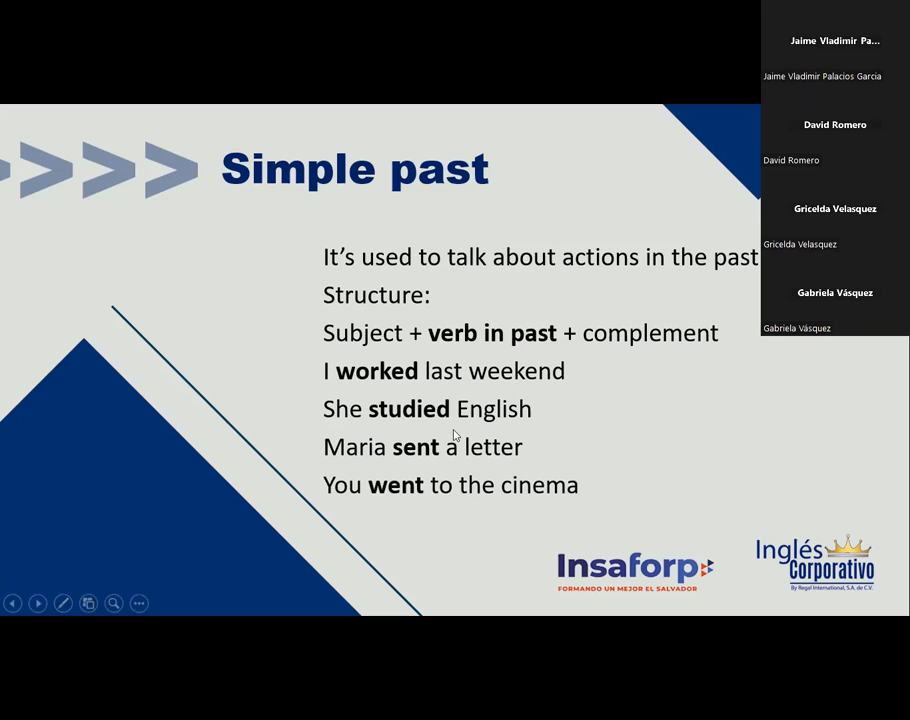 Simple past
It's used to talk about actions in the past
Structure:
Subject + verb in past + complement
I worked last weekend
She studied English
Maria sent a letter
You went to the cinema
Insaforp
FORMANDO UN MEJOR EL SALVADOR
Inglés
Corporativo
By Regal International, S.A. de C.V.
Jaime Vladimir Pa...
Jaime Vladimir Palacios Garcia
David Romero
David Romero
Gricelda Velasquez
Gricelda Velasquez
Gabriela Vásquez
Gabriela Vásquez